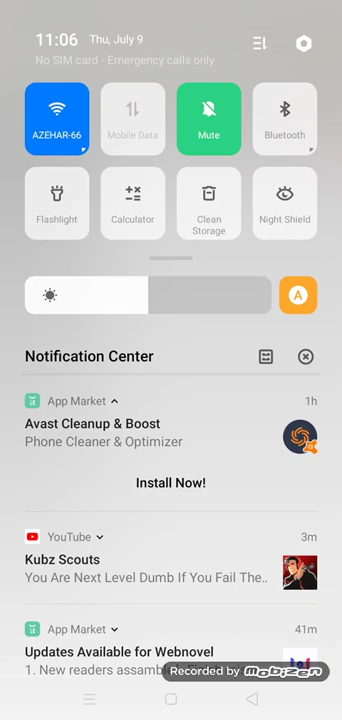 11:06 Thu, July 9
No SIM card - Emergency calls only
AZEHAR-66
Mobile Data
Mute
Bluetooth
Flashlight
Calculator
Clean
Storage
Night Shield
A
Notification Center
App Market 1h
Avast Cleanup & Boost
Phone Cleaner & Optimizer
Install Now!
YouTube 3m
Kubz Scouts
You Are Next Level Dumb If You Fail The..
App Market 41m
Updates Available for Webnovel
1. New readers assembl
Recorded by Mobizen